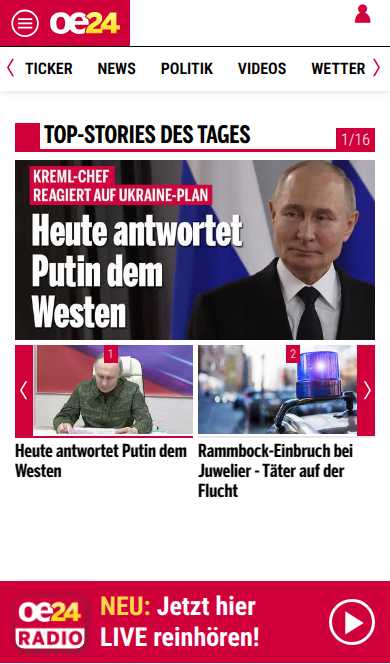 oe24
TICKER NEWS POLITIK VIDEOS WETTER
TOP-STORIES DES TAGES
1/16
KREML-CHEF
REAGIERT AUF UKRAINE-PLAN
Heute antwortet
Putin dem
Westen
1
2
Heute antwortet Putin dem
Westen
Rammbock-Einbruch bei
Juwelier - Täter auf der
Flucht
oe24
RADIO
NEU: Jetzt hier
LIVE reinhören!